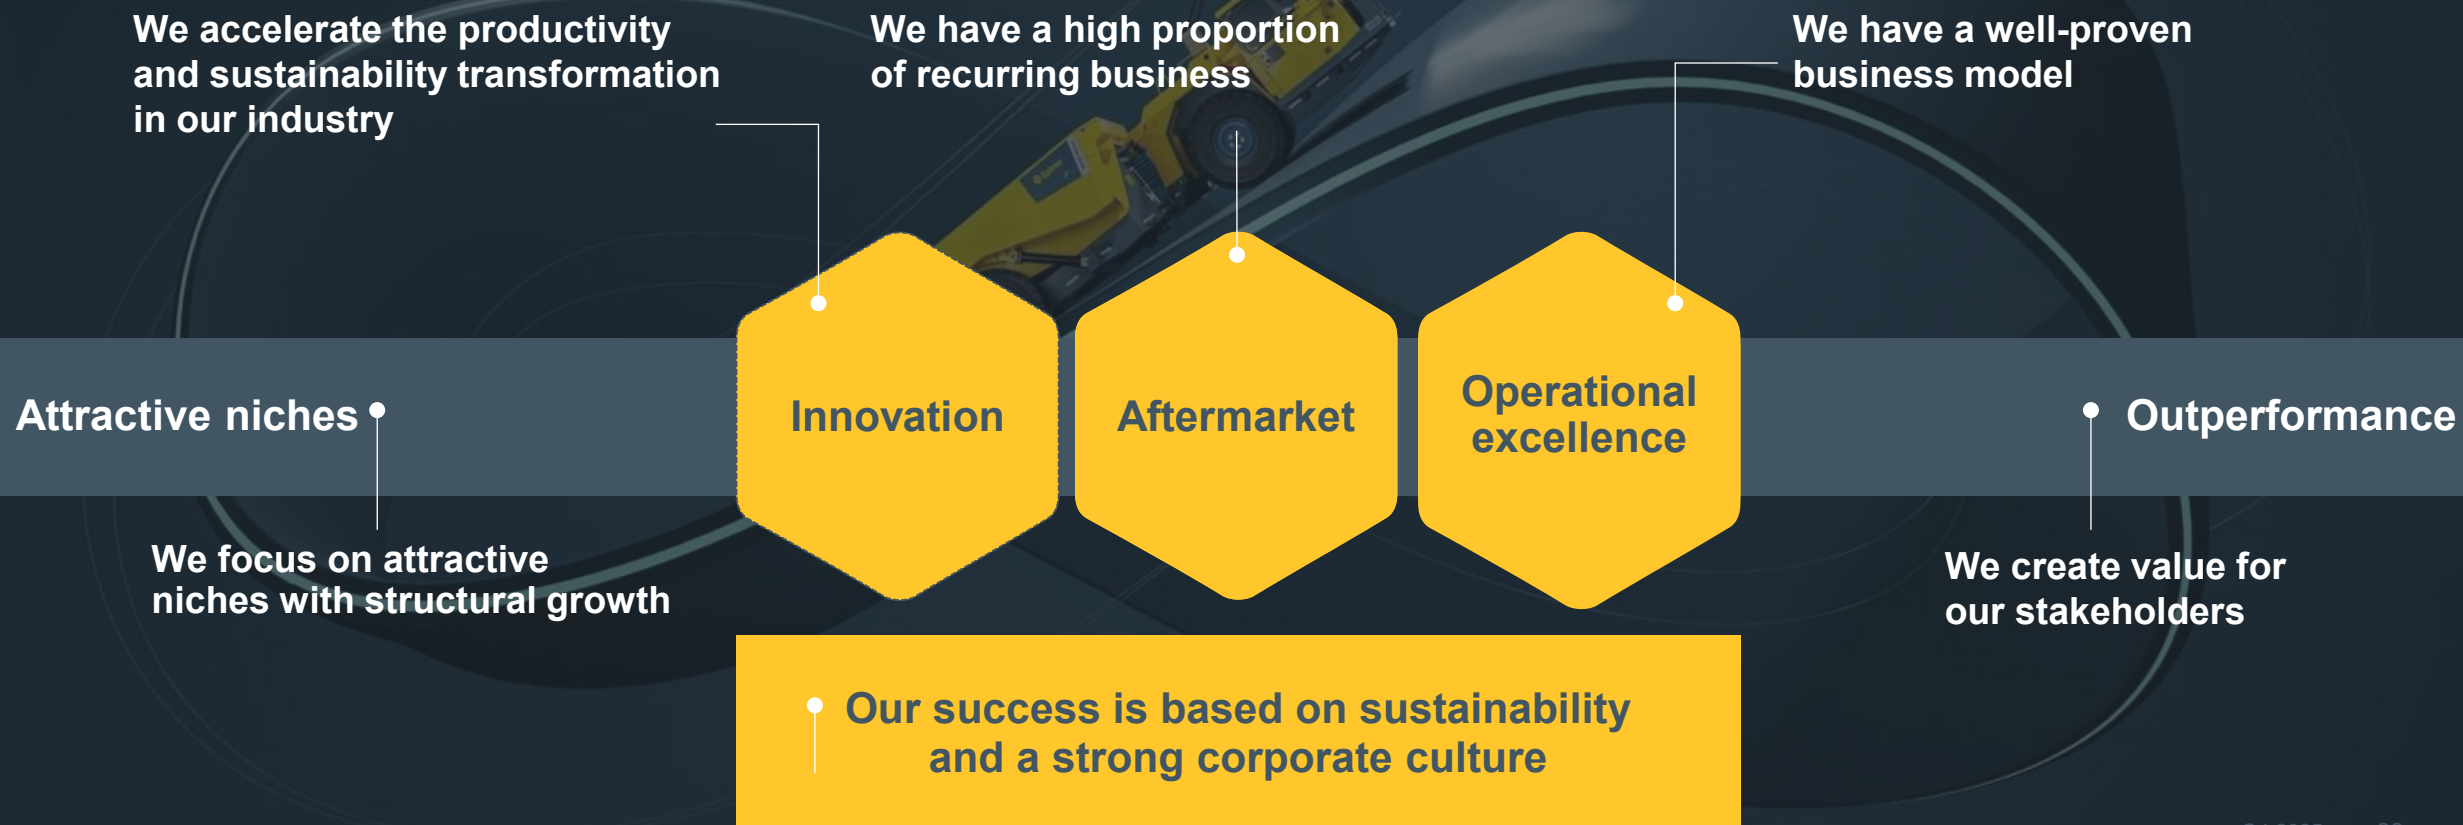 We accelerate the productivity
and sustainability transformation
in our industry
We have a high proportion
of recurring business
We have a well-proven
business model
Attractive niches
Innovation
Aftermarket
Operational
excellence
Outperformance
We focus on attractive
niches with structural growth
We create value for
our stakeholders
Our success is based on sustainability
and a strong corporate culture